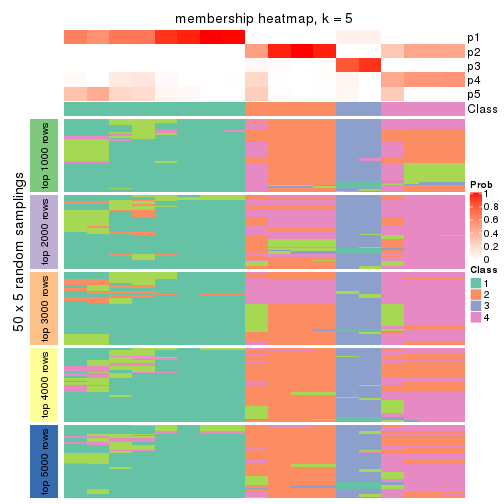 membership heatmap, k = 5
p1
p2
p3
p4
p5
Class
50 x 5 random samplings
top 1000 rows
top 2000 rows
top 3000 rows
top 4000 rows
top 5000 rows
Prob
1
0.8
0.6
0.4
0.2
0
Class
1
2
3
4